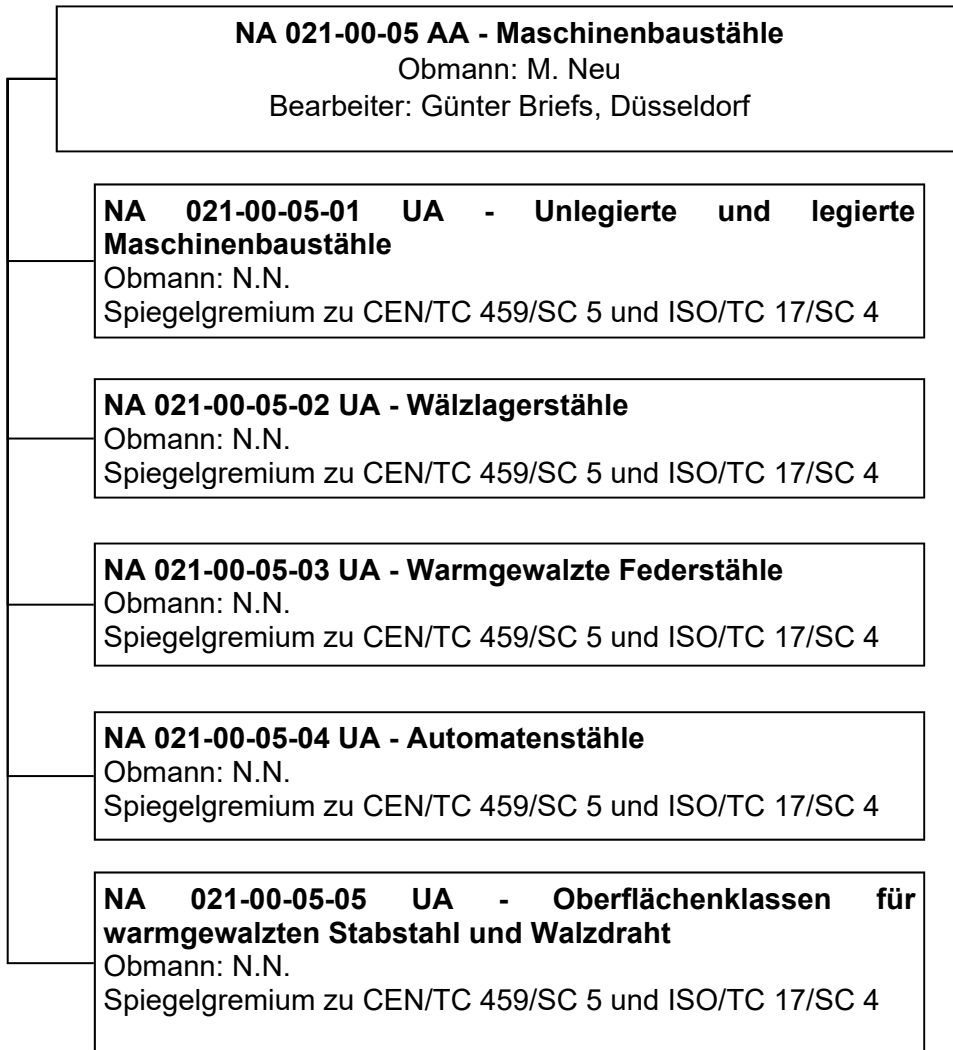 NA 021-00-05 AA - Maschinenbaustähle
Obmann: M. Neu
Bearbeiter: Günter Briefs, Düsseldorf
NA 021-00-05-01 UA - Unlegierte und legierte
Maschinenbaustähle
Obmann: N.N.
Spiegelgremium zu CEN/TC 459/SC 5 und ISO/TC 17/SC 4
NA 021-00-05-02 UA - Wälzlagerstähle
Obmann: N.N.
Spiegelgremium zu CEN/TC 459/SC 5 und ISO/TC 17/SC 4
NA 021-00-05-03 UA - Warmgewalzte Federstähle
Obmann: N.N.
Spiegelgremium zu CEN/TC 459/SC 5 und ISO/TC 17/SC 4
NA 021-00-05-04 UA - Automatenstähle
Obmann: N.N.
Spiegelgremium zu CEN/TC 459/SC 5 und ISO/TC 17/SC 4
NA 021-00-05-05 UA - Oberflächenklassen für
warmgewalzten Stabstahl und Walzdraht
Obmann: N.N.
Spiegelgremium zu CEN/TC 459/SC 5 und ISO/TC 17/SC 4